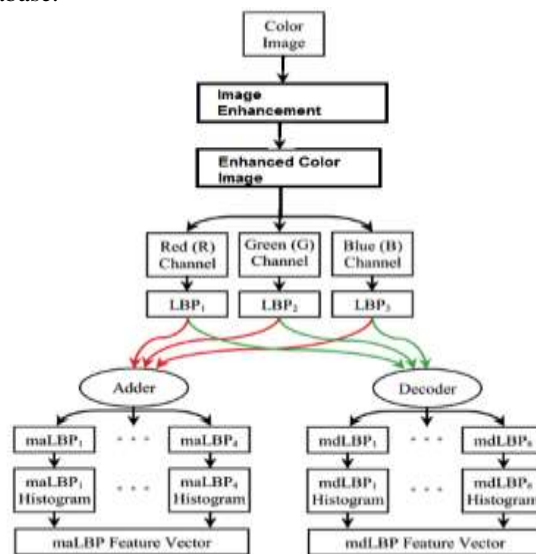 ouse.
Color
Image
Image
Enhancement
Enhanced Color
Image
Red (R)
Channel
Green (G)
Channel
Blue (B)
Channel
LBP₁
LBP₂
LBP₃
Adder
Decoder
maLBP₁
maLBP₄
mdLBP₁
mdLBP₈
maLBP₁
Histogram
maLBP₄
Histogram
mdLBP₁
Histogram
mdLBP₈
Histogram
maLBP Feature Vector
mdLBP Feature Vector